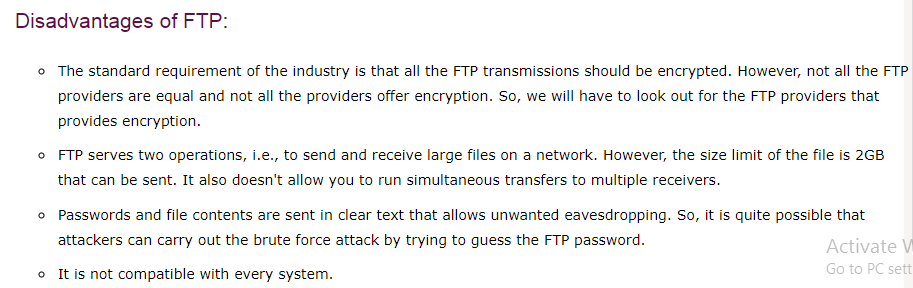 Disadvantages of FTP:
The standard requirement of the industry is that all the FTP transmissions should be encrypted. However, not all the FTP
providers are equal and not all the providers offer encryption. So, we will have to look out for the FTP providers that
provides encryption.
FTP serves two operations, i.e., to send and receive large files on a network. However, the size limit of the file is 2GB
that can be sent. It also doesn't allow you to run simultaneous transfers to multiple receivers.
Passwords and file contents are sent in clear text that allows unwanted eavesdropping. So, it is quite possible that
attackers can carry out the brute force attack by trying to guess the FTP password.
It is not compatible with every system.
Activate
Go to PC sett